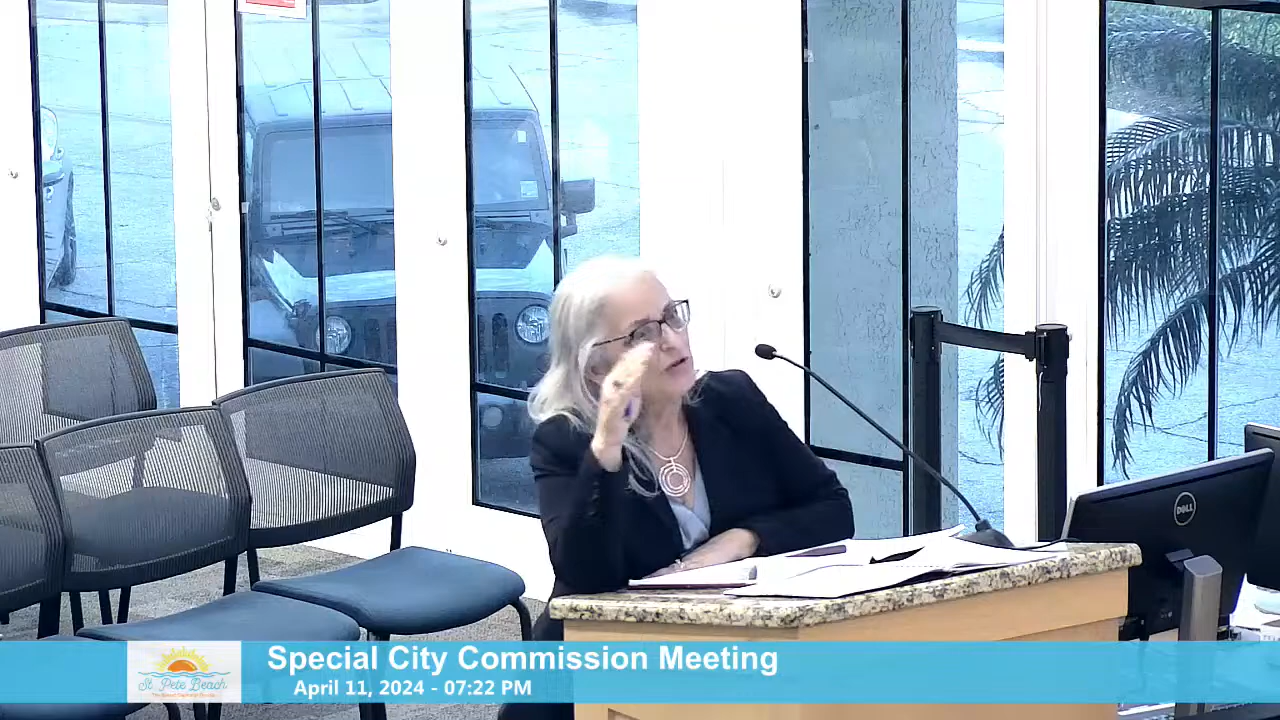 DELL
Special City Commission Meeting
St Pete Beach
April 11, 2024 - 07:22 PM